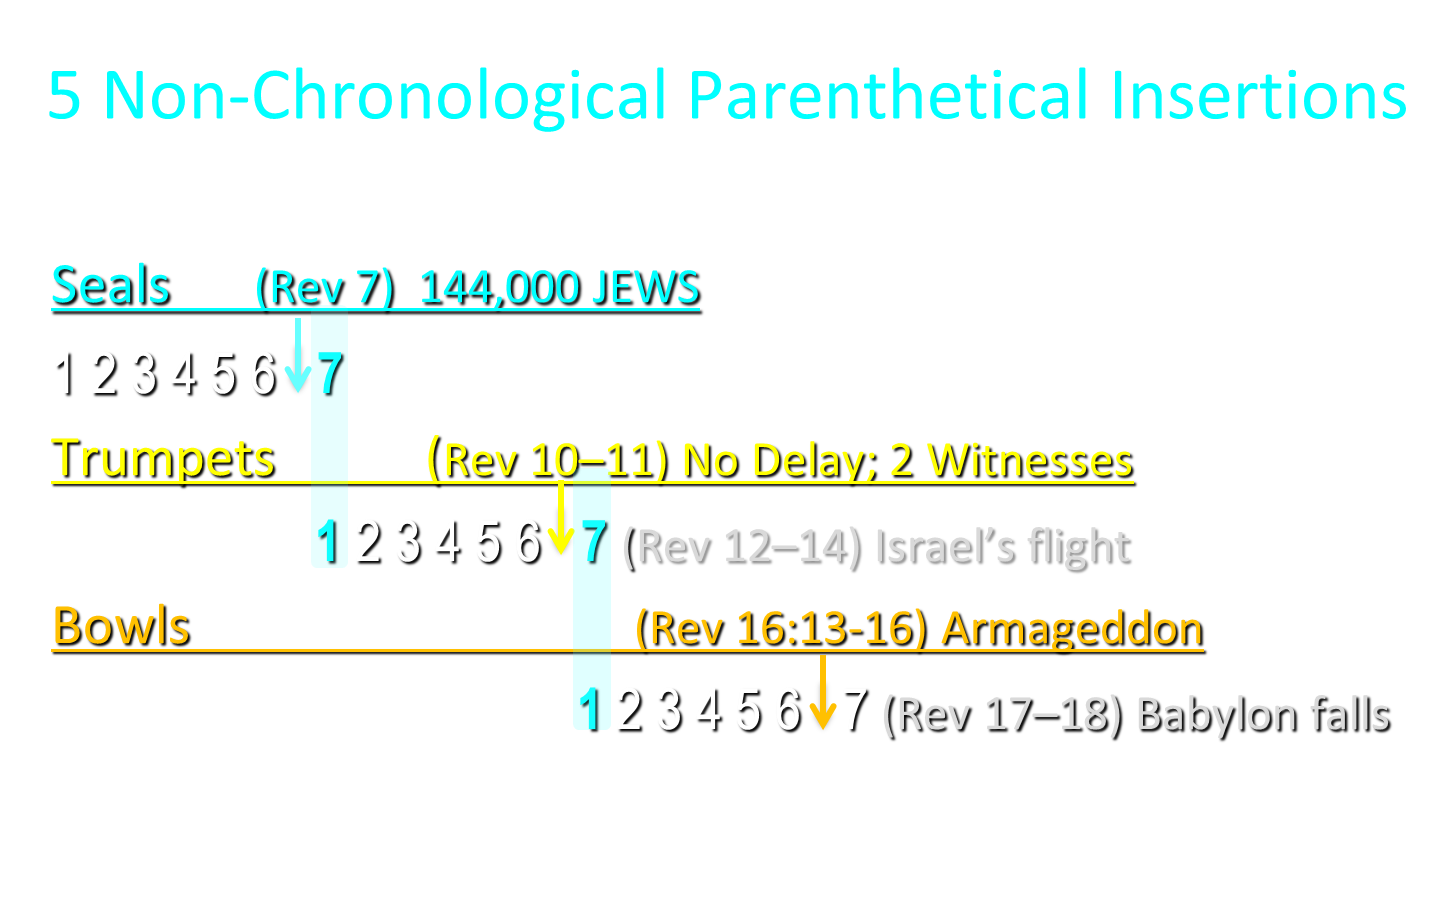 5 Non-Chronological Parenthetical Insertions
Seals (Rev 7) 144,000 JEWS
1 2 3 4 5 6 7
Trumpets (Rev 10–11) No Delay; 2 Witnesses
1 2 3 4 5 6 7 (Rev 12–14) Israel’s flight
Bowls (Rev 16:13-16) Armageddon
1 2 3 4 5 6 7 (Rev 17–18) Babylon falls